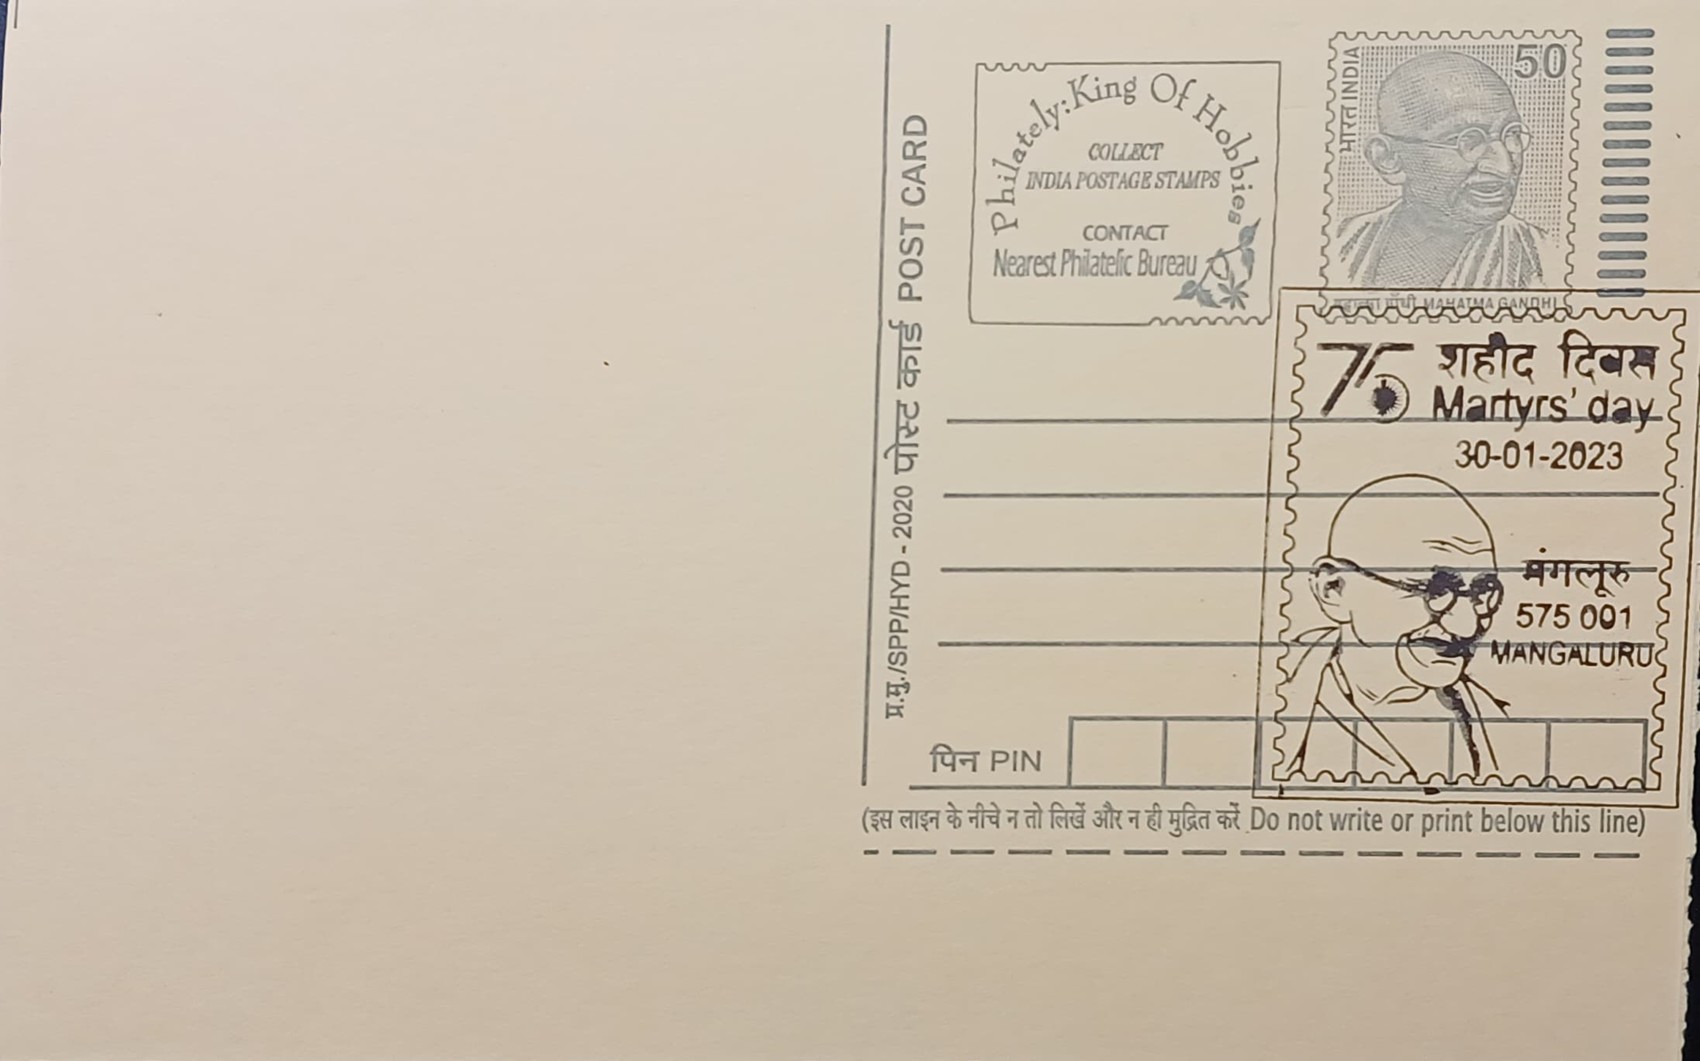 Philately: King Of Hobbies
COLLECT
INDIA POSTAGE STAMPS
CONTACT
Nearest Philatelic Bureau
भारत INDIA
50
महात्मा गाँधी MAHATMA GANDHI
प्र.मु./SPP/HYD - 2020 पोस्ट कार्ड POST CARD
75 शहीद दिवस
Martyrs' day
30-01-2023
मंगलूरु
575 001
MANGALURU
पिन PIN
(इस लाइन के नीचे न तो लिखें और न ही मुद्रित करें Do not write or print below this line)